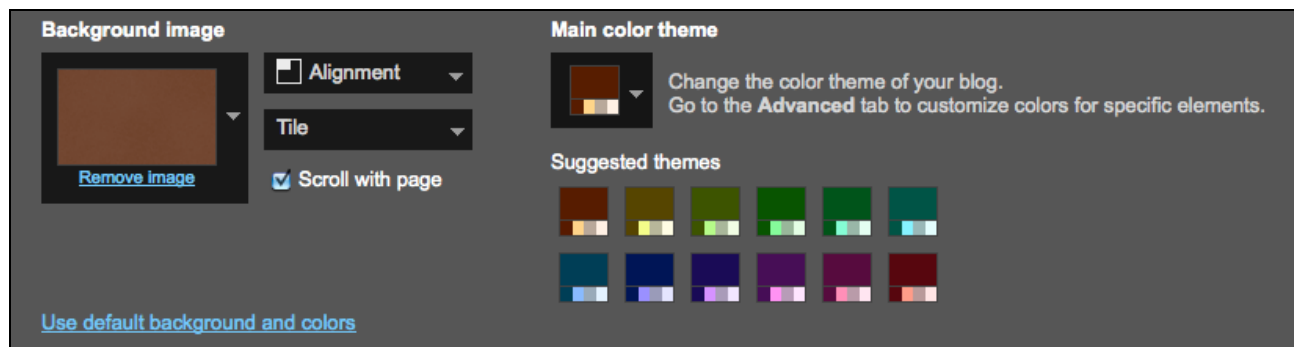 Background image
Alignment
Tile
Remove image
Scroll with page
Use default background and colors
Main color theme
Change the color theme of your blog.
Go to the Advanced tab to customize colors for specific elements.
Suggested themes